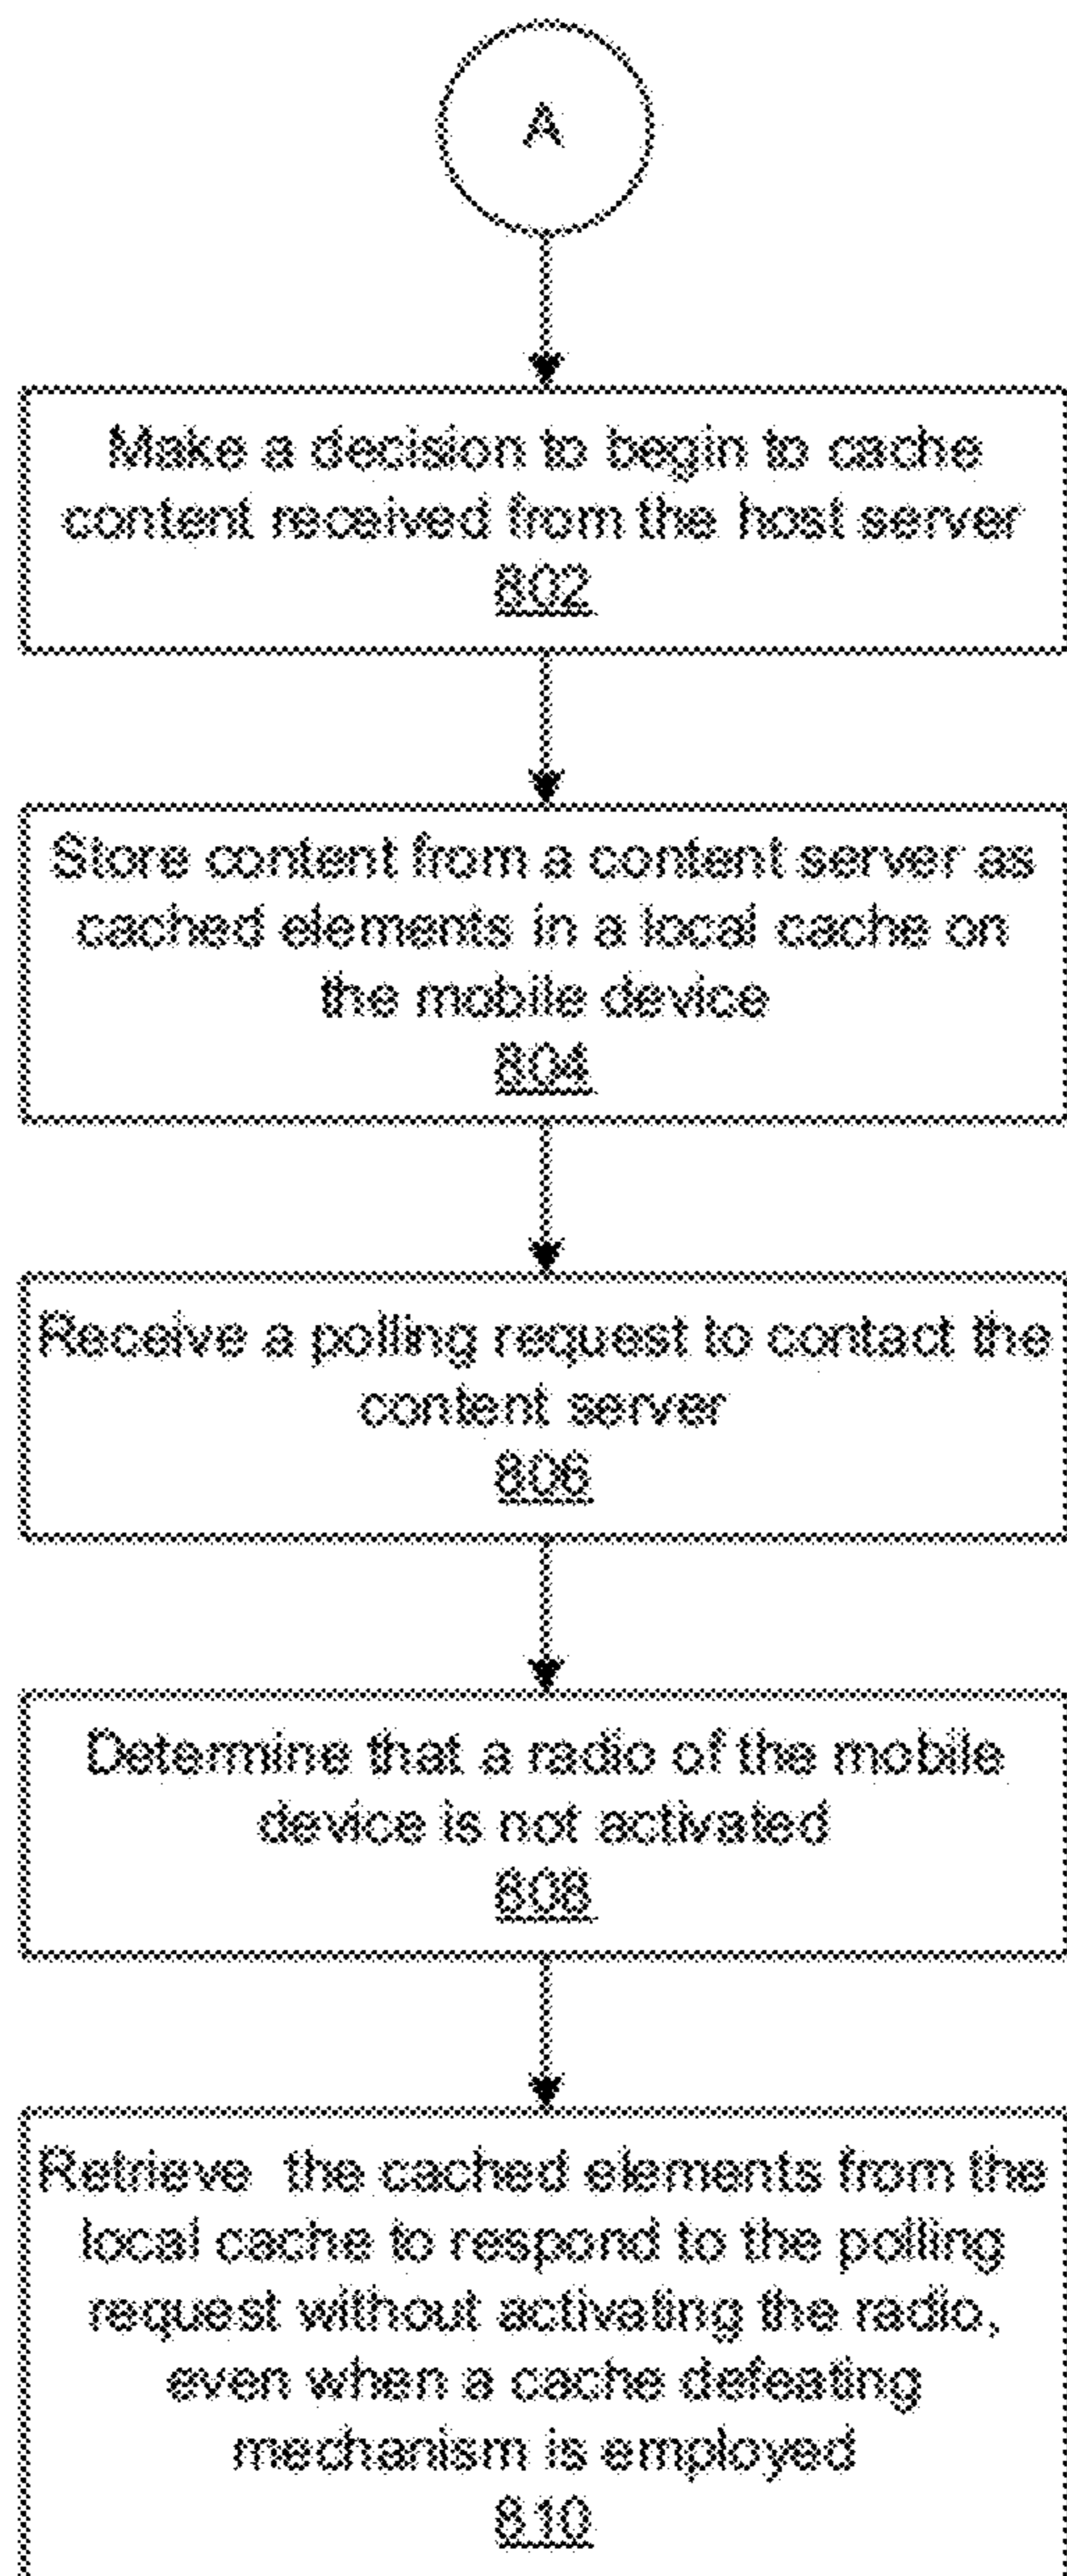 A
Make a decision to begin to cache
content received from the host server
802
Store content from a content server as
cached elements in a local cache on
the mobile device
804
Receive a polling request to contact the
content server
806
Determine that a radio of the mobile
device is not activated
808
Retrieve the cached elements from the
local cache to respond to the polling
request without activating the radio,
even when a cache defeating
mechanism is employed
810